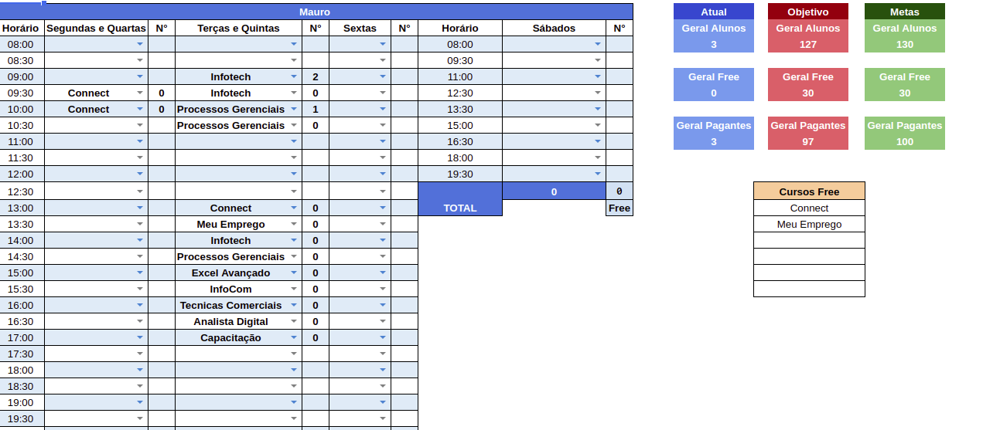 Mauro Atual Objetivo Metas
Horário Segundas e Quartas N° Terças e Quintas N° Sextas N° Horário Sábados N° Geral Alunos Geral Alunos Geral Alunos
08:00 08:00 3 127 130
08:30 09:30
09:00 Infotech 2 11:00 Geral Free Geral Free Geral Free
09:30 Connect 0 Infotech 0 12:30 0 30 30
10:00 Connect 0 Processos Gerenciais 1 13:30
10:30 Processos Gerenciais 0 15:00 Geral Pagantes Geral Pagantes Geral Pagantes
11:00 16:30 3 97 100
11:30 18:00
12:00 19:30
12:30 0 0 Cursos Free
13:00 Connect 0 TOTAL Free Connect
13:30 Meu Emprego 0 Meu Emprego
14:00 Infotech 0
14:30 Processos Gerenciais 0
15:00 Excel Avançado 0
15:30 InfoCom 0
16:00 Tecnicas Comerciais 0
16:30 Analista Digital 0
17:00 Capacitação 0
17:30
18:00
18:30
19:00
19:30